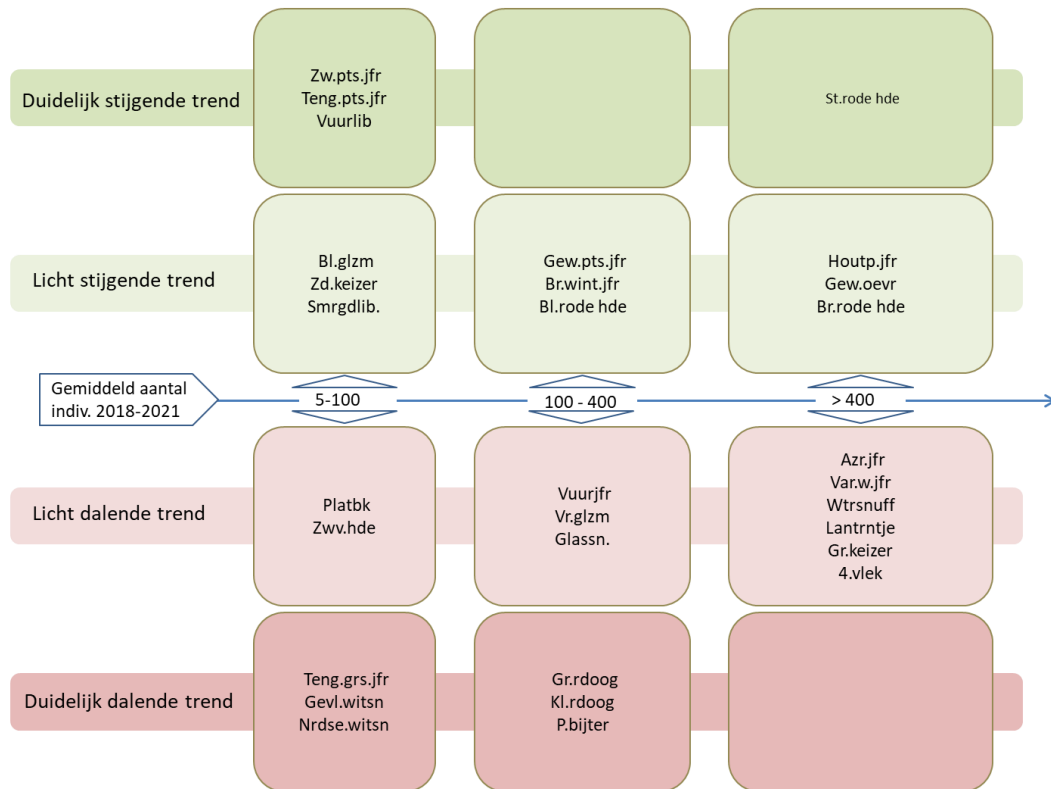 Duidelijk stijgende trend
Zw.pts.jfr
Teng.pts.jfr
Vuurlib
St.rode hde
Licht stijgende trend
Bl.glzm
Zd.keizer
Smrgdlib.
Gew.pts.jfr
Br.wint.jfr
Bl.rode hde
Houtp.jfr
Gew.oevr
Br.rode hde
Gemiddeld aantal
indiv. 2018-2021
5-100
100 - 400
> 400
Licht dalende trend
Platbk
Zwv.hde
Vuurjfr
Vr.glzm
Glassn.
Azr.jfr
Var.w.jfr
Wtrsnuff
Lantrntje
Gr.keizer
4.vlek
Duidelijk dalende trend
Teng.grs.jfr
Gevl.witsn
Nrdse.witsn
Gr.rdoog
Kl.rdoog
P.bijter